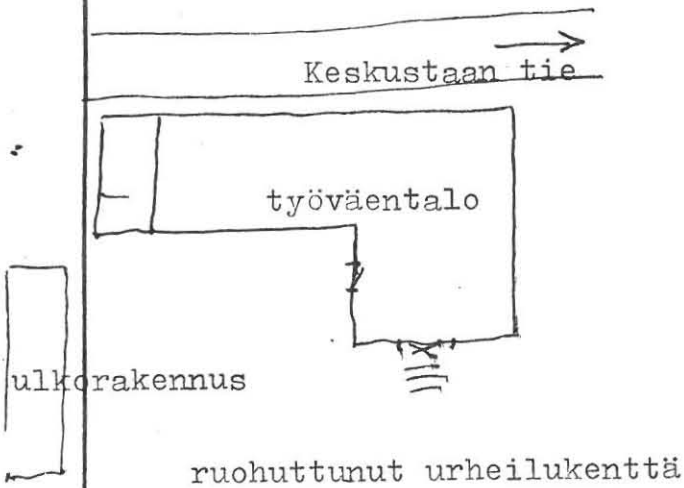 Keskustaan tie
työväentalo
ulkorakennus
ruohuttunut urheilukenttä